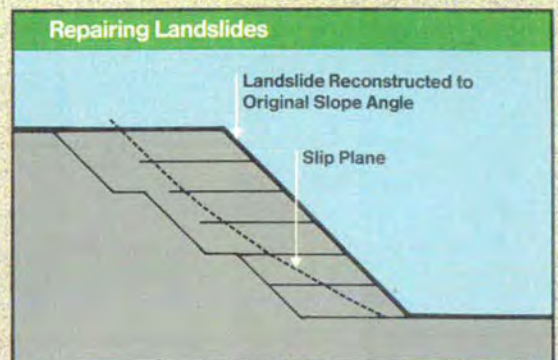 Repairing Landslides
Landslide Reconstructed to
Original Slope Angle
Slip Plane